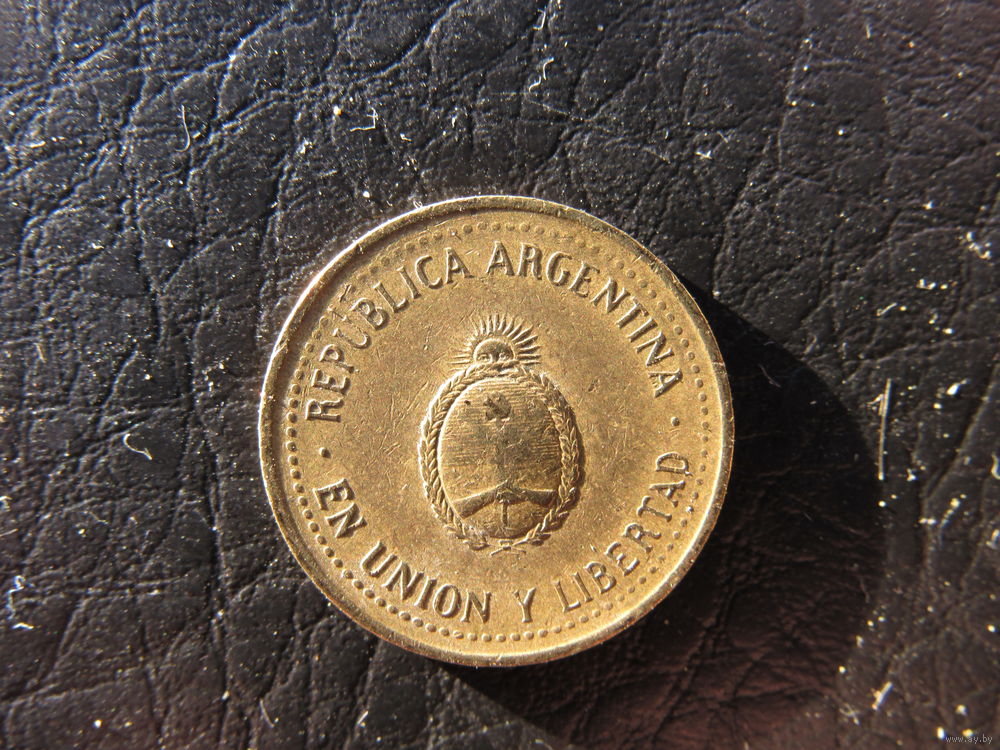 · REPUBLICA ARGENTINA ·
EN UNION Y LIBERTAD
www.ay.by